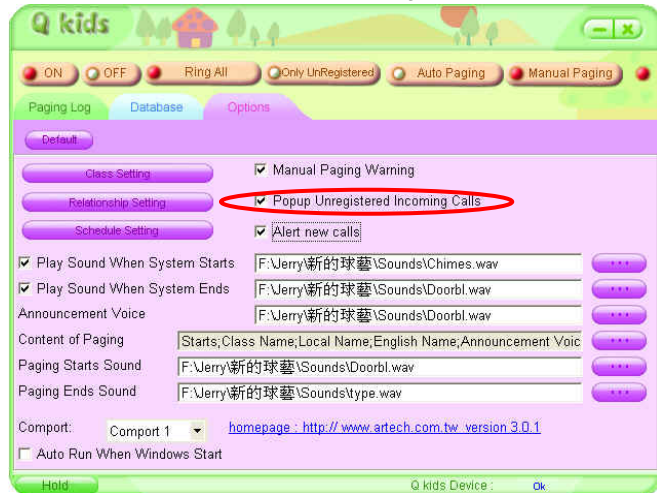 Q kids
ON OFF Ring All Only UnRegistered Auto Paging Manual Paging
Paging Log Database Options
Default
Class Setting Manual Paging Warning
Relationship Setting Popup Unregistered Incoming Calls
Schedule Setting Alert new calls
Play Sound When System Starts F:\Jerry\新的球藝\Sounds\Chimes.wav
Play Sound When System Ends F:\Jerry\新的球藝\Sounds\Doorbl.wav
Announcement Voice F:\Jerry\新的球藝\Sounds\Doorbl.wav
Content of Paging Starts;Class Name;Local Name;English Name;Announcement Voic
Paging Starts Sound F:\Jerry\新的球藝\Sounds\Doorbl.wav
Paging Ends Sound F:\Jerry\新的球藝\Sounds\type.wav
Comport: Comport 1 homepage : http:// www.artech.com.tw version 3.0.1
Auto Run When Windows Start
Hold Q kids Device : Ok